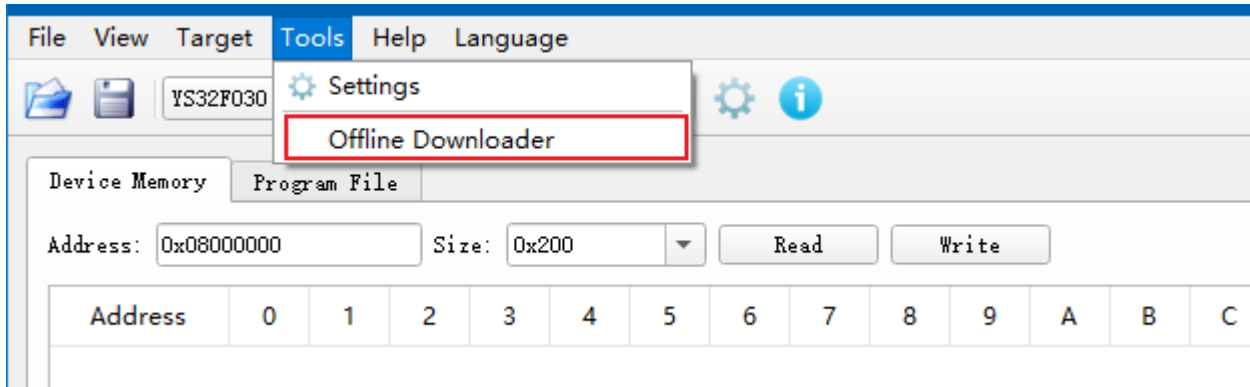 File View Target Tools Help Language
YS32F030 Settings
Offline Downloader
Device Memory Program File
Address: 0x08000000 Size: 0x200 Read Write
Address 0 1 2 3 4 5 6 7 8 9 A B C